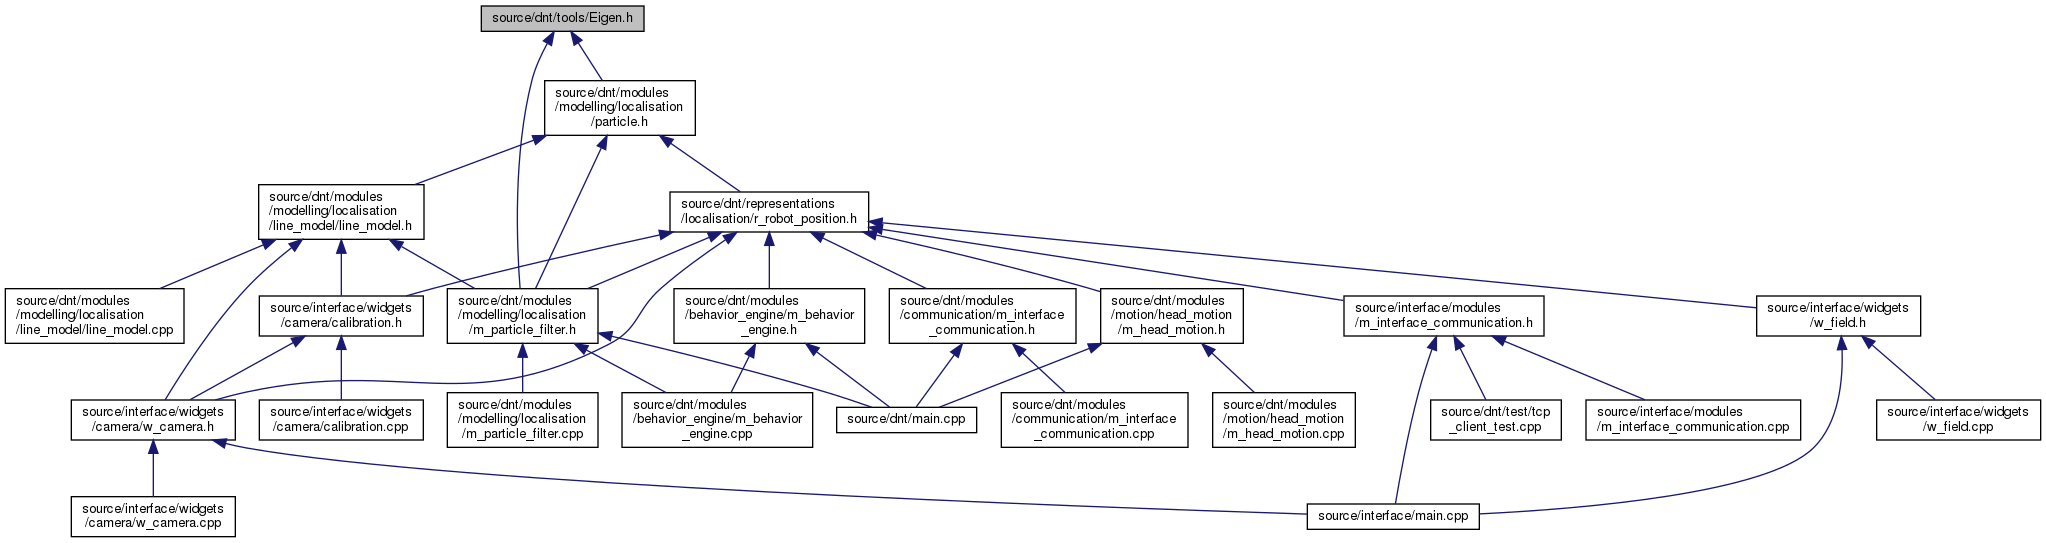 source/dnt/tools/Eigen.h
source/dnt/modules
/modelling/localisation
/particle.h
source/dnt/modules
/modelling/localisation
/line_model/line_model.h
source/dnt/representations
/localisation/r_robot_position.h
source/dnt/modules
/modelling/localisation
/line_model/line_model.cpp
source/interface/widgets
/camera/calibration.h
source/dnt/modules
/modelling/localisation
/m_particle_filter.h
source/dnt/modules
/behavior_engine/m_behavior
_engine.h
source/dnt/modules
/communication/m_interface
_communication.h
source/dnt/modules
/motion/head_motion
/m_head_motion.h
source/interface/modules
/m_interface_communication.h
source/interface/widgets
/w_field.h
source/interface/widgets
/camera/w_camera.h
source/interface/widgets
/camera/calibration.cpp
source/dnt/modules
/modelling/localisation
/m_particle_filter.cpp
source/dnt/modules
/behavior_engine/m_behavior
_engine.cpp
source/dnt/main.cpp
source/dnt/modules
/communication/m_interface
_communication.cpp
source/dnt/modules
/motion/head_motion
/m_head_motion.cpp
source/dnt/test/tcp
_client_test.cpp
source/interface/modules
/m_interface_communication.cpp
source/interface/widgets
/w_field.cpp
source/interface/widgets
/camera/w_camera.cpp
source/interface/main.cpp